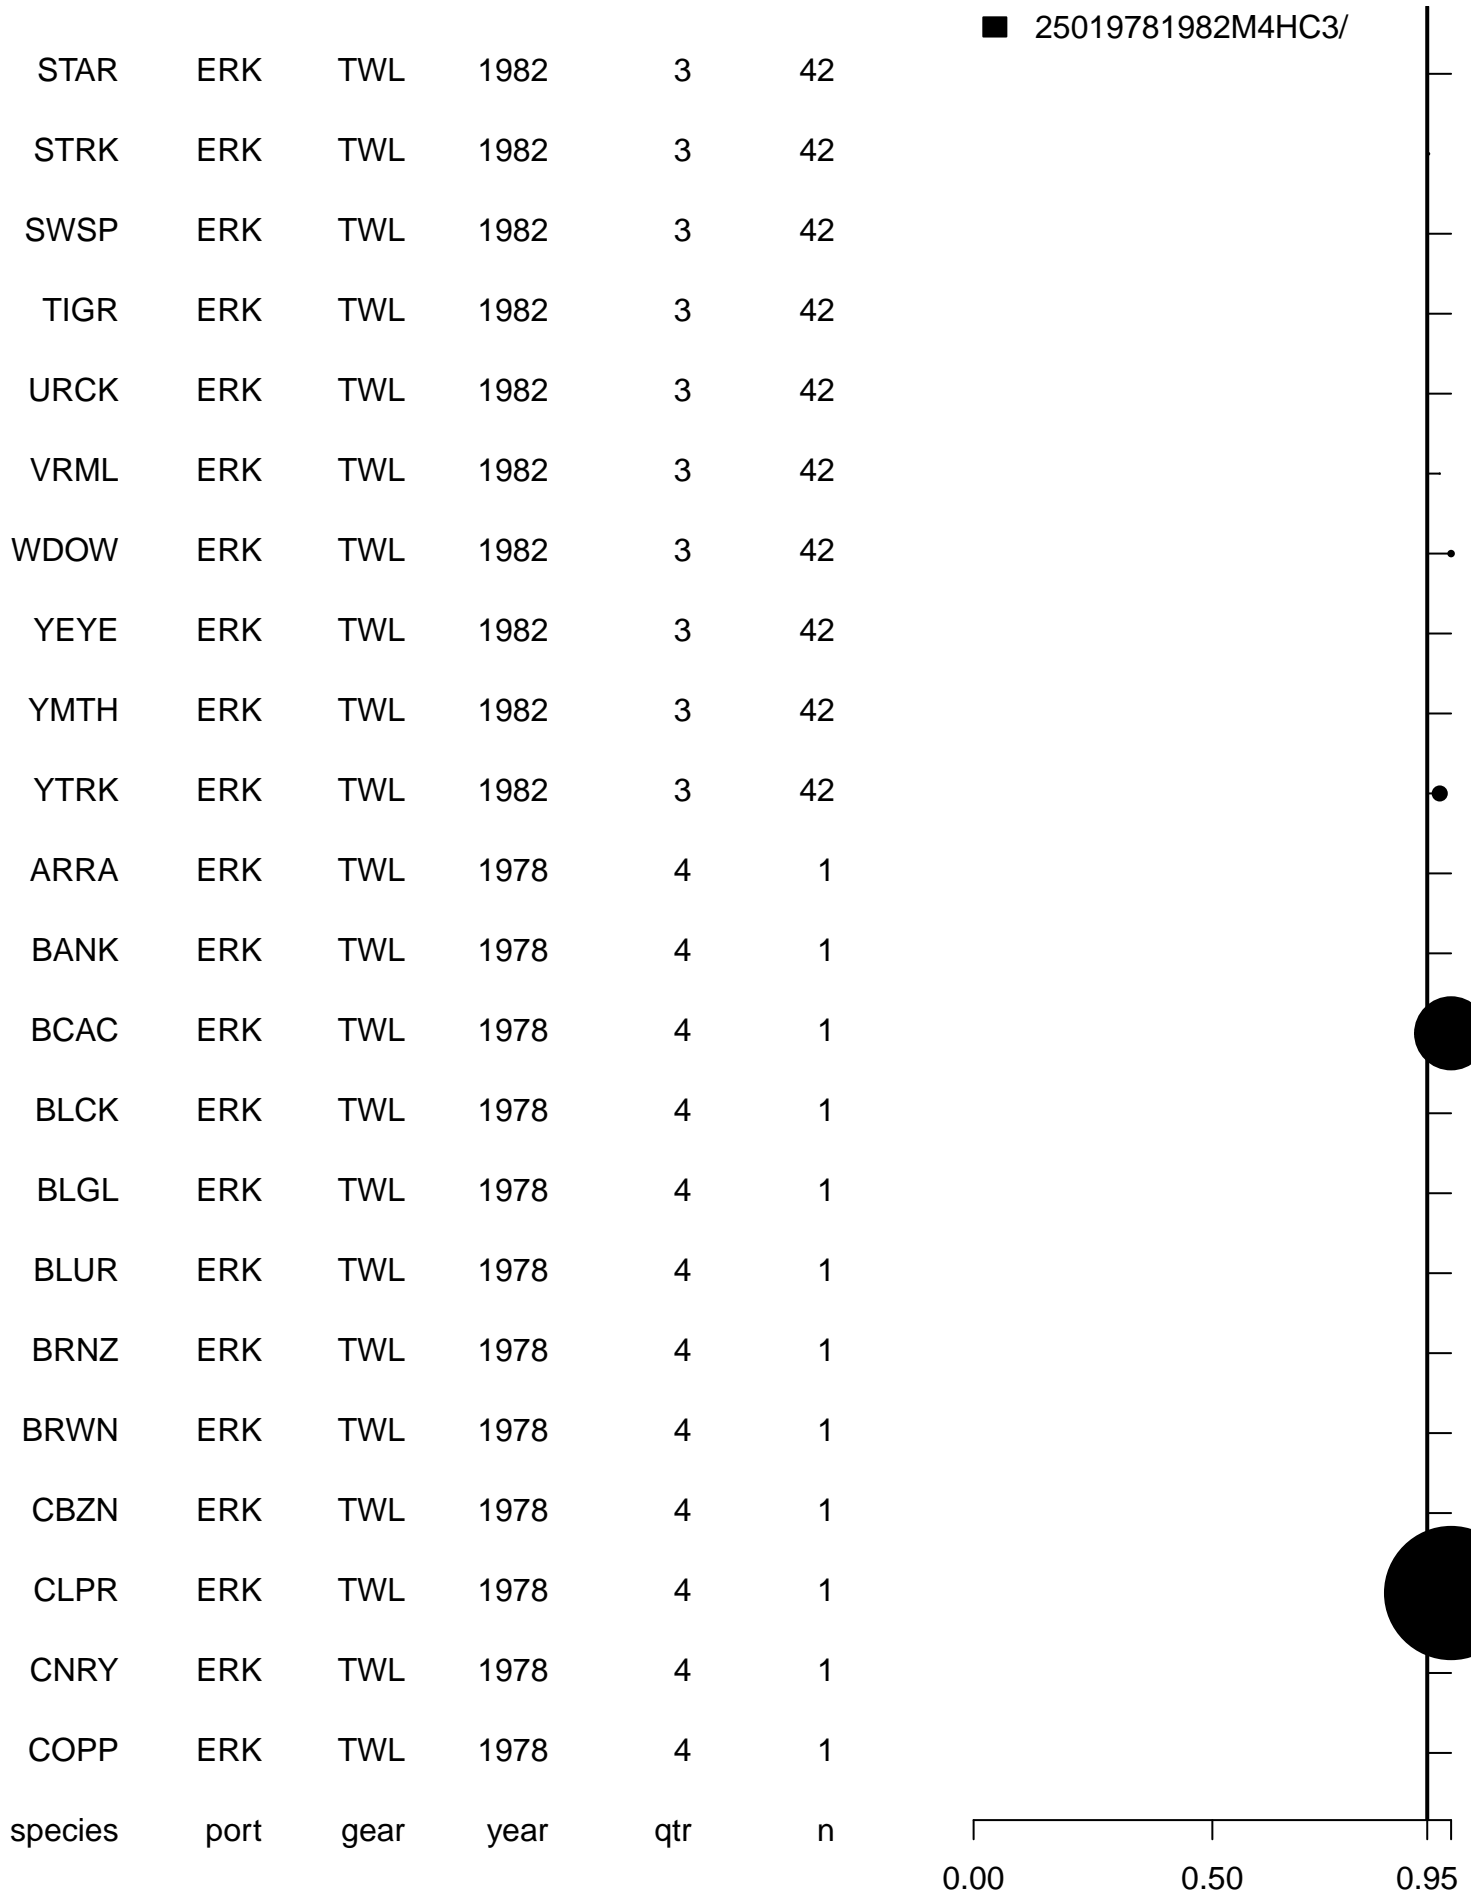 25019781982M4HC3/
STAR ERK TWL 1982 3 42
STRK ERK TWL 1982 3 42
SWSP ERK TWL 1982 3 42
TIGR ERK TWL 1982 3 42
URCK ERK TWL 1982 3 42
VRML ERK TWL 1982 3 42
WDOW ERK TWL 1982 3 42
YEYE ERK TWL 1982 3 42
YMTH ERK TWL 1982 3 42
YTRK ERK TWL 1982 3 42
ARRA ERK TWL 1978 4 1
BANK ERK TWL 1978 4 1
BCAC ERK TWL 1978 4 1
BLCK ERK TWL 1978 4 1
BLGL ERK TWL 1978 4 1
BLUR ERK TWL 1978 4 1
BRNZ ERK TWL 1978 4 1
BRWN ERK TWL 1978 4 1
CBZN ERK TWL 1978 4 1
CLPR ERK TWL 1978 4 1
CNRY ERK TWL 1978 4 1
COPP ERK TWL 1978 4 1
species port gear year qtr n
0.00 0.50 0.95